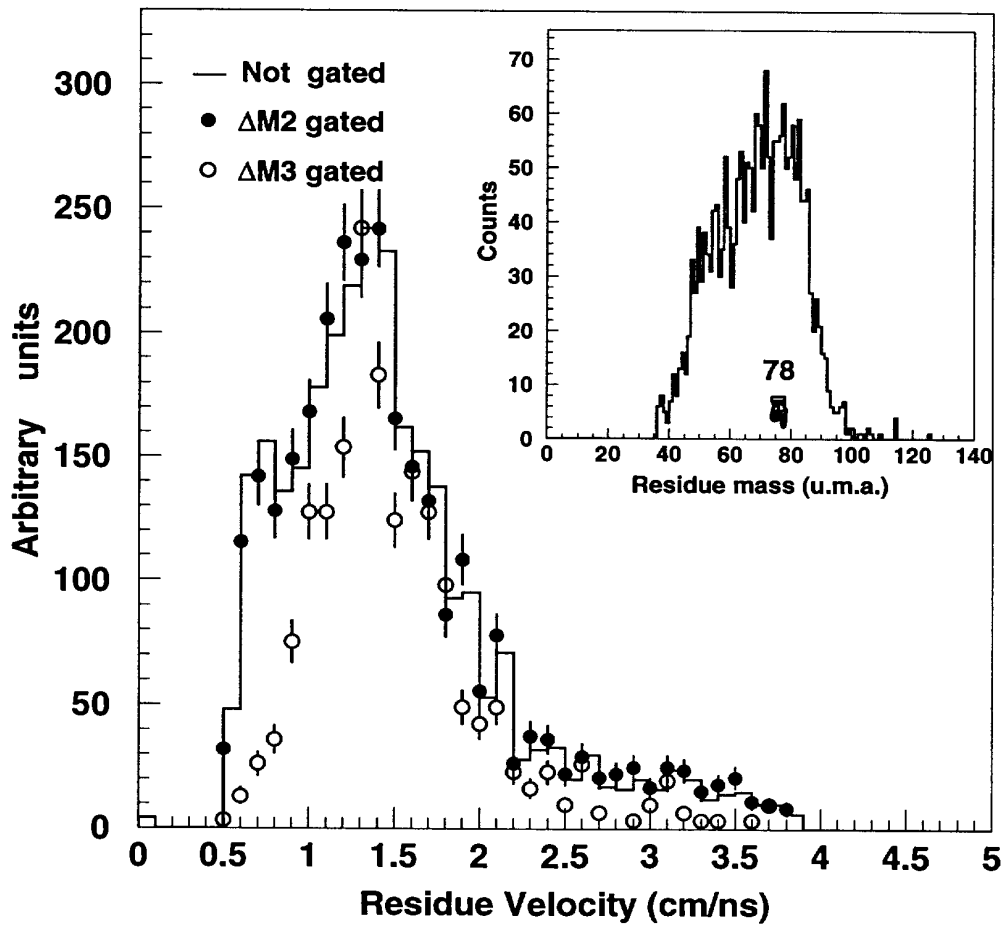 300
250
200
150
100
50
0
Arbitrary units
Not gated
ΔM2 gated
ΔM3 gated
0 0.5 1 1.5 2 2.5 3 3.5 4 4.5 5
Residue Velocity (cm/ns)
70
60
50
40
30
20
10
0
Counts
78
0 20 40 60 80 100 120 140
Residue mass (u.m.a.)